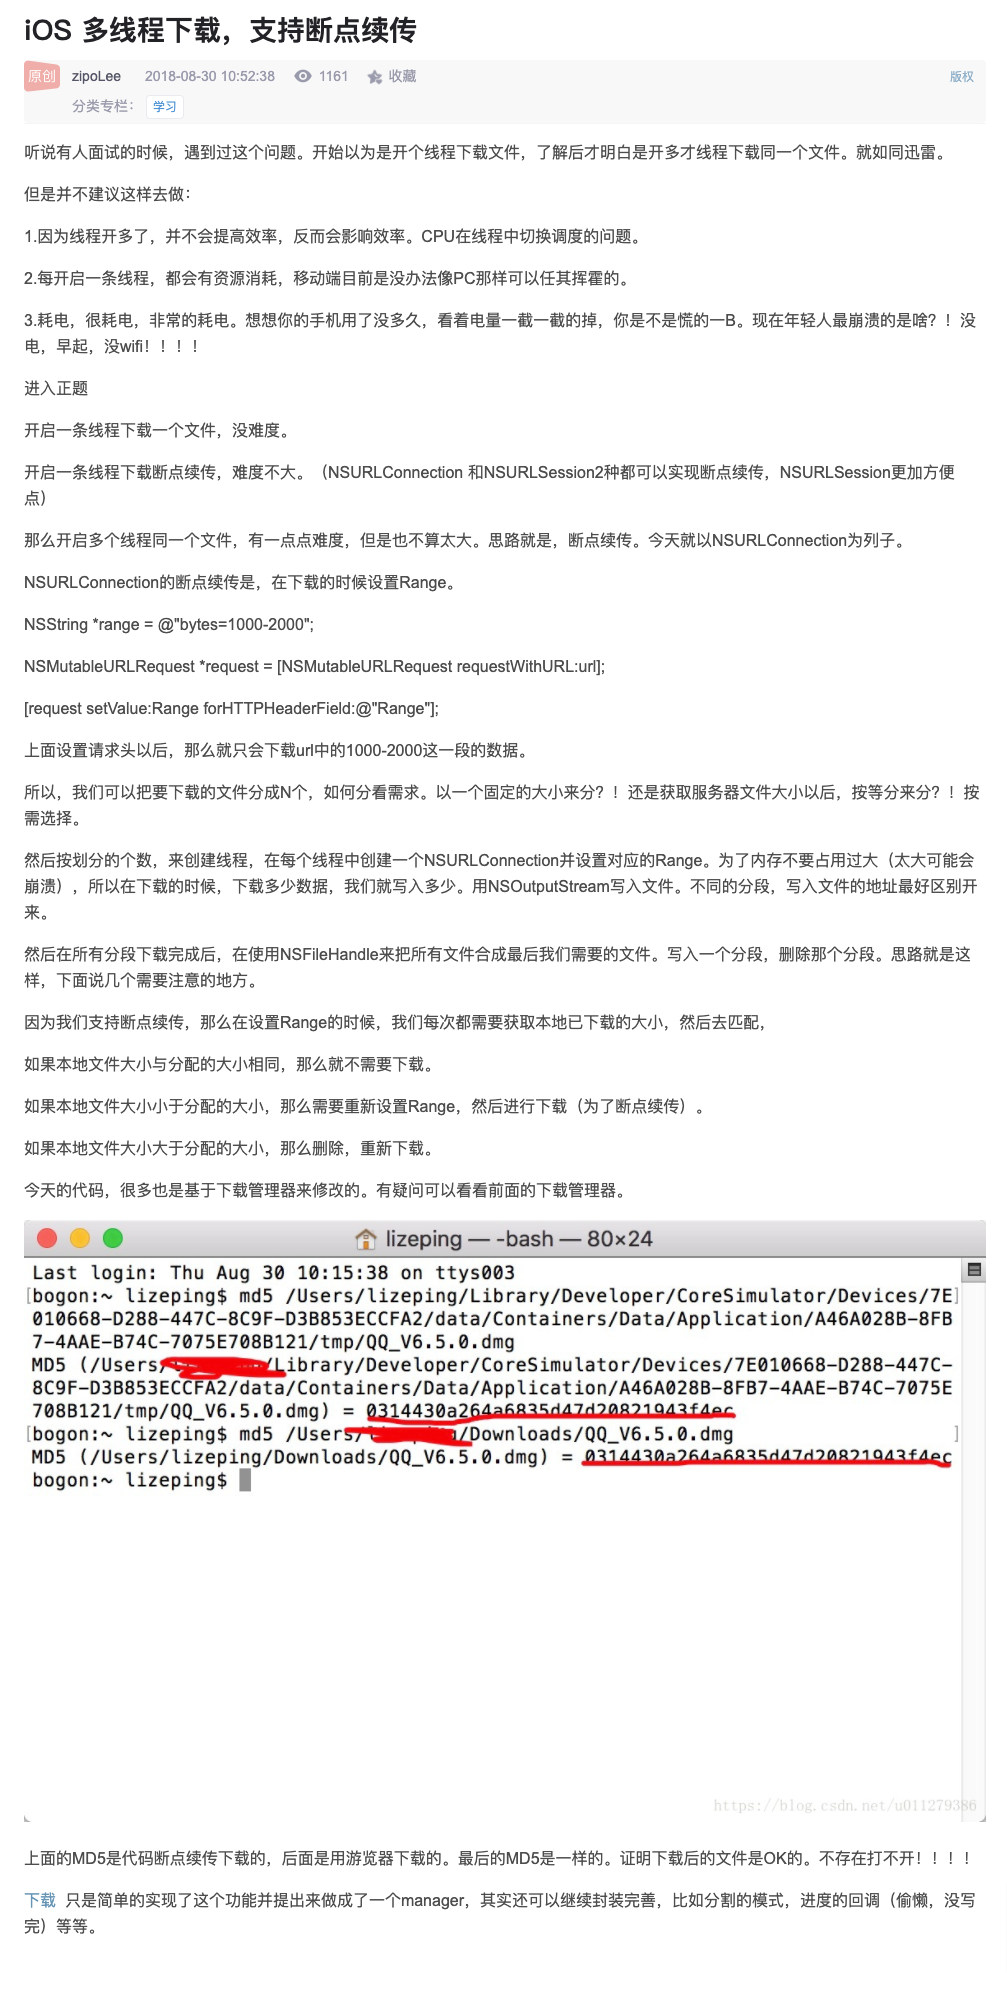 iOS 多线程下载，支持断点续传
原创 zipoLee 2018-08-30 10:52:38 1161 收藏 版权
分类专栏： 学习
听说有人面试的时候，遇到过这个问题。开始以为是开个线程下载文件，了解后才明白是开多才线程下载同一个文件。就如同迅雷。
但是并不建议这样去做：
1.因为线程开多了，并不会提高效率，反而会影响效率。CPU在线程中切换调度的问题。
2.每开启一条线程，都会有资源消耗，移动端目前是没办法像PC那样可以任其挥霍的。
3.耗电，很耗电，非常的耗电。想想你的手机用了没多久，看着电量一截一截的掉，你是不是慌的一B。现在年轻人最崩溃的是啥？！没
电，早起，没wifi！！！！
进入正题
开启一条线程下载一个文件，没难度。
开启一条线程下载断点续传，难度不大。（NSURLConnection 和NSURLSession2种都可以实现断点续传，NSURLSession更加方便
点）
那么开启多个线程同一个文件，有一点点难度，但是也不算太大。思路就是，断点续传。今天就以NSURLConnection为列子。
NSURLConnection的断点续传是，在下载的时候设置Range。
NSString *range = @"bytes=1000-2000";
NSMutableURLRequest *request = [NSMutableURLRequest requestWithURL:url];
[request setValue:Range forHTTPHeaderField:@"Range"];
上面设置请求头以后，那么就只会下载url中的1000-2000这一段的数据。
所以，我们可以把要下载的文件分成N个，如何分看需求。以一个固定的大小来分？！还是获取服务器文件大小以后，按等分来分？！按
需选择。
然后按划分的个数，来创建线程，在每个线程中创建一个NSURLConnection并设置对应的Range。为了内存不要占用过大（太大可能会
崩溃），所以在下载的时候，下载多少数据，我们就写入多少。用NSOutputStream写入文件。不同的分段，写入文件的地址最好区别开
来。
然后在所有分段下载完成后，在使用NSFileHandle来把所有文件合成最后我们需要的文件。写入一个分段，删除那个分段。思路就是这
样，下面说几个需要注意的地方。
因为我们支持断点续传，那么在设置Range的时候，我们每次都需要获取本地已下载的大小，然后去匹配，
如果本地文件大小与分配的大小相同，那么就不需要下载。
如果本地文件大小小于分配的大小，那么需要重新设置Range，然后进行下载（为了断点续传）。
如果本地文件大小大于分配的大小，那么删除，重新下载。
今天的代码，很多也是基于下载管理器来修改的。有疑问可以看看前面的下载管理器。
lizeping — -bash — 80×24
Last login: Thu Aug 30 10:15:38 on ttys003
[bogon:~ lizeping$ md5 /Users/lizeping/Library/Developer/CoreSimulator/Devices/7E]
010668-D288-447C-8C9F-D3B853ECCFA2/data/Containers/Data/Application/A46A028B-8FB
7-4AAE-B74C-7075E708B121/tmp/QQ_V6.5.0.dmg
MD5 (/Users/ /Library/Developer/CoreSimulator/Devices/7E010668-D288-447C-
8C9F-D3B853ECCFA2/data/Containers/Data/Application/A46A028B-8FB7-4AAE-B74C-7075E
708B121/tmp/QQ_V6.5.0.dmg) = 0314430a264a6835d47d20821943f4ec
[bogon:~ lizeping$ md5 /Users/ /Downloads/QQ_V6.5.0.dmg ]
MD5 (/Users/lizeping/Downloads/QQ_V6.5.0.dmg) = 0314430a264a6835d47d20821943f4ec
bogon:~ lizeping$
https://blog.csdn.net/u011279386
上面的MD5是代码断点续传下载的，后面是用游览器下载的。最后的MD5是一样的。证明下载后的文件是OK的。不存在打不开！！！！
下载 只是简单的实现了这个功能并提出来做成了一个manager，其实还可以继续封装完善，比如分割的模式，进度的回调（偷懒，没写
完）等等。